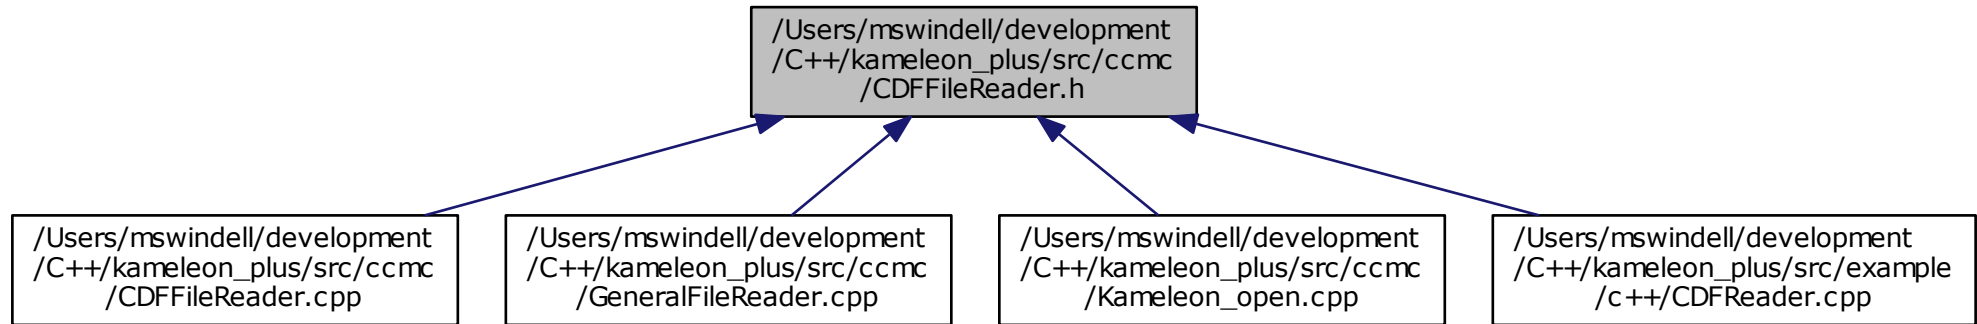 /Users/mswindell/development
/C++/kameleon_plus/src/ccmc
/CDFFileReader.h
/Users/mswindell/development
/C++/kameleon_plus/src/ccmc
/CDFFileReader.cpp
/Users/mswindell/development
/C++/kameleon_plus/src/ccmc
/GeneralFileReader.cpp
/Users/mswindell/development
/C++/kameleon_plus/src/ccmc
/Kameleon_open.cpp
/Users/mswindell/development
/C++/kameleon_plus/src/example
/c++/CDFReader.cpp